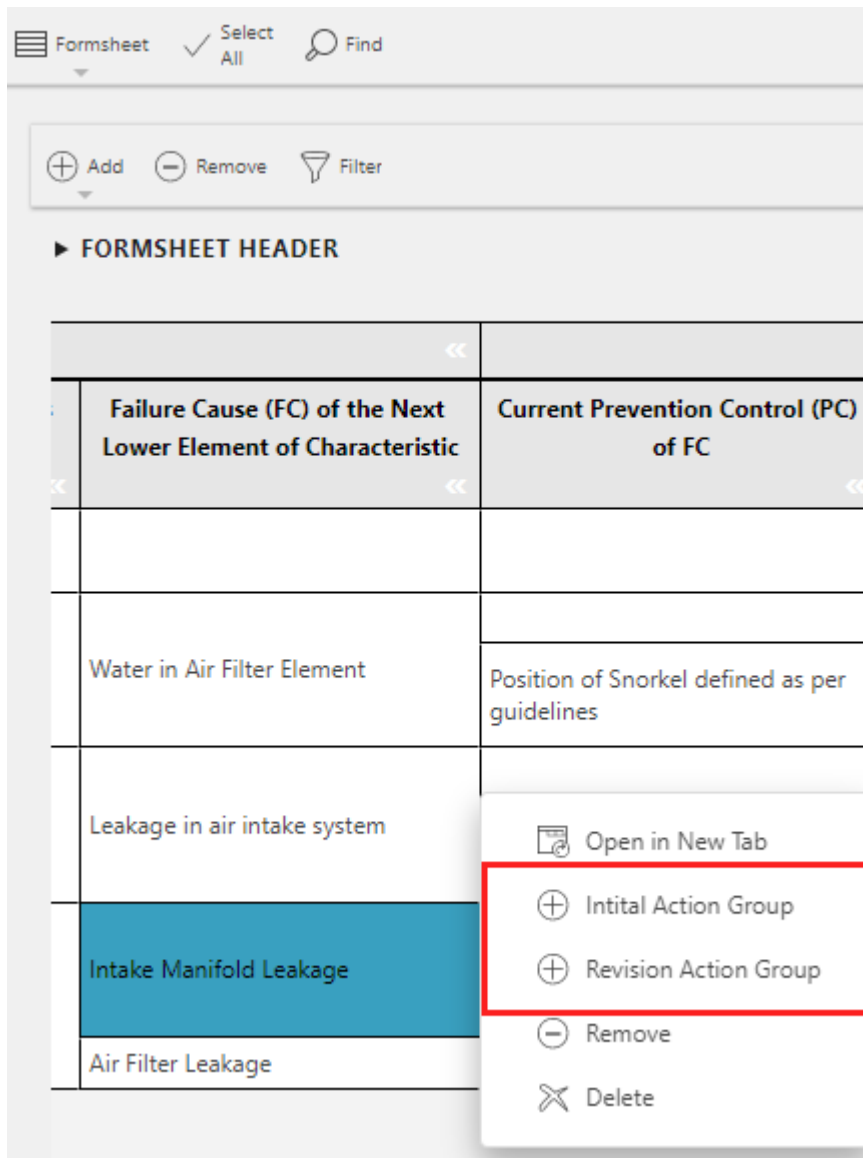 Formsheet
Select
All
Find
Add
Remove
Filter
FORMSHEET HEADER
Failure Cause (FC) of the Next
Lower Element of Characteristic
Current Prevention Control (PC)
of FC
Water in Air Filter Element
Position of Snorkel defined as per
guidelines
Leakage in air intake system
Intake Manifold Leakage
Air Filter Leakage
Open in New Tab
Intital Action Group
Revision Action Group
Remove
Delete